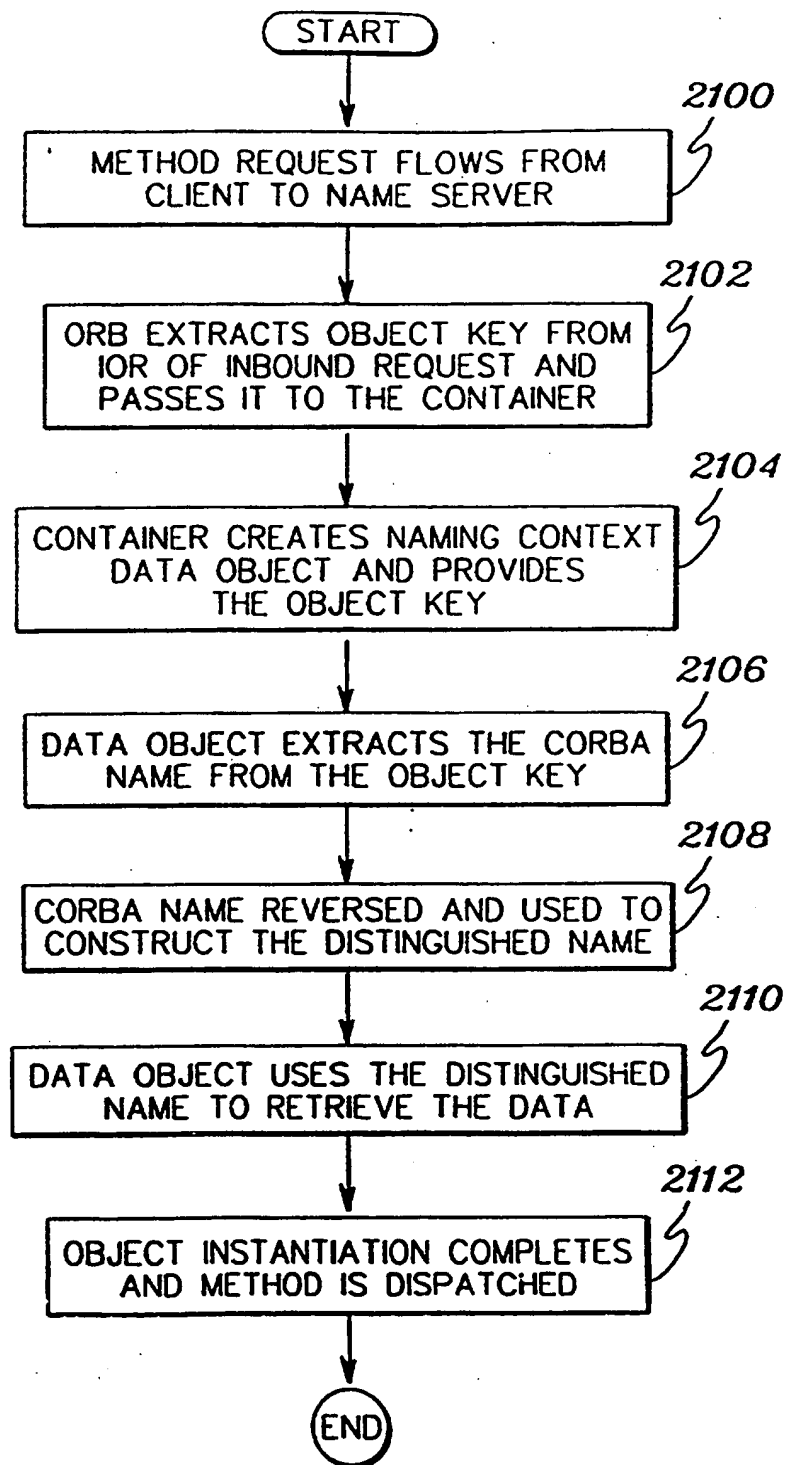 START
2100
METHOD REQUEST FLOWS FROM
CLIENT TO NAME SERVER
2102
ORB EXTRACTS OBJECT KEY FROM
IOR OF INBOUND REQUEST AND
PASSES IT TO THE CONTAINER
2104
CONTAINER CREATES NAMING CONTEXT
DATA OBJECT AND PROVIDES
THE OBJECT KEY
2106
DATA OBJECT EXTRACTS THE CORBA
NAME FROM THE OBJECT KEY
2108
CORBA NAME REVERSED AND USED TO
CONSTRUCT THE DISTINGUISHED NAME
2110
DATA OBJECT USES THE DISTINGUISHED
NAME TO RETRIEVE THE DATA
2112
OBJECT INSTANTIATION COMPLETES
AND METHOD IS DISPATCHED
END